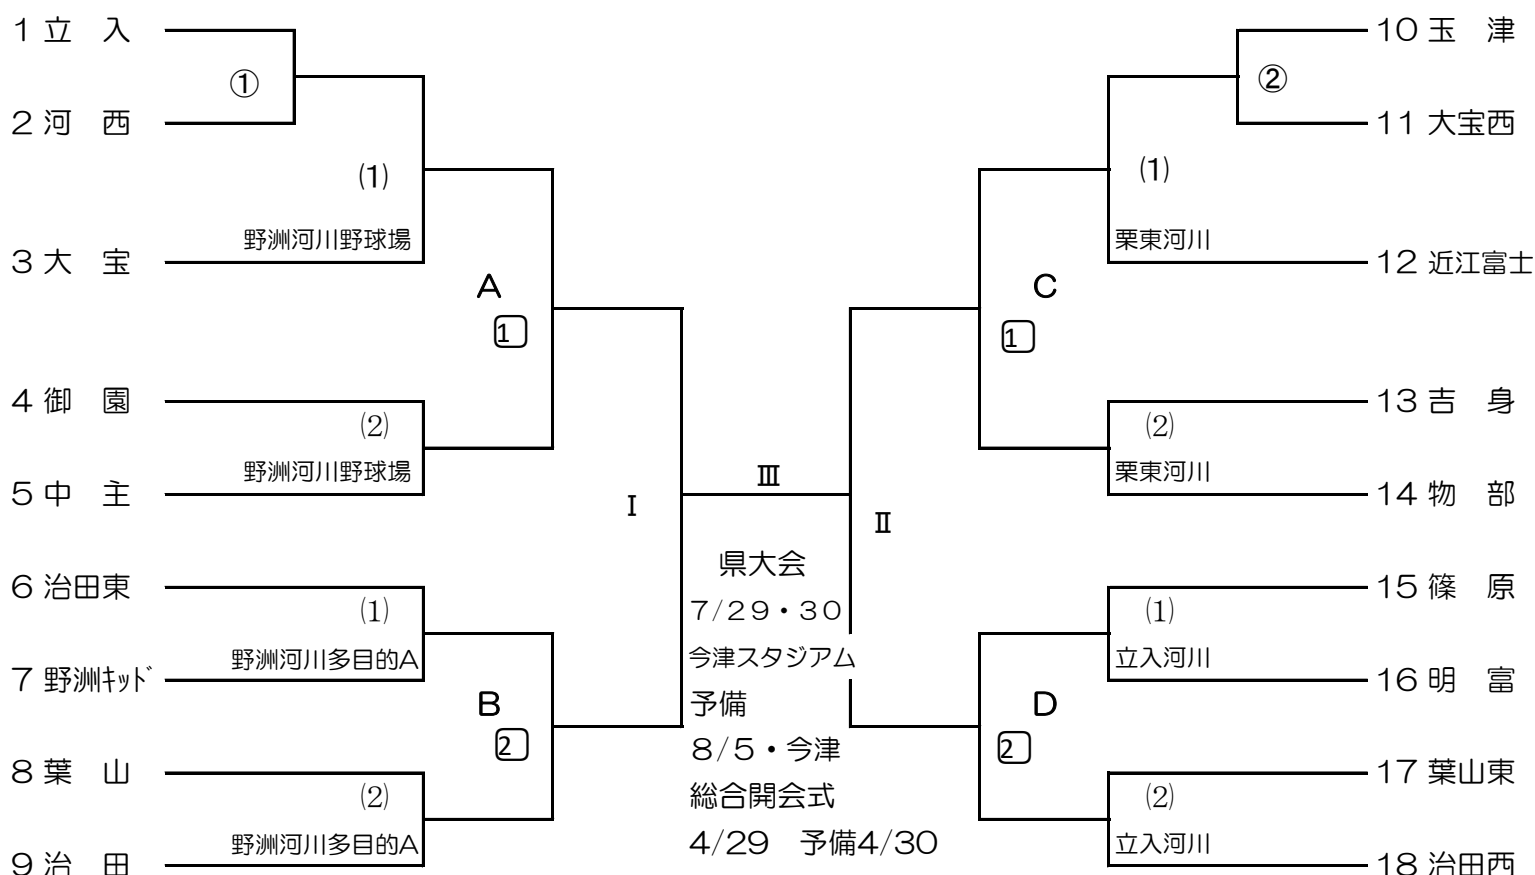 1 立　入
①
2 河　西
(1)
野洲河川野球場
3 大　宝
A
1
4 御　園
(2)
野洲河川野球場
5 中　主
Ⅰ
6 治田東
(1)
野洲河川多目的A
7 野洲ｷｯﾄﾞ
B
2
8 葉　山
(2)
野洲河川多目的A
9 治　田
Ⅲ
県大会
7/29・30
今津スタジアム
予備
8/5・今津
総合開会式
4/29　予備4/30
10 玉　津
②
11 大宝西
(1)
栗東河川
12 近江富士
C
1
13 吉　身
(2)
栗東河川
14 物　部
Ⅱ
15 篠　原
(1)
立入河川
16 明　富
D
2
17 葉山東
(2)
立入河川
18 治田西